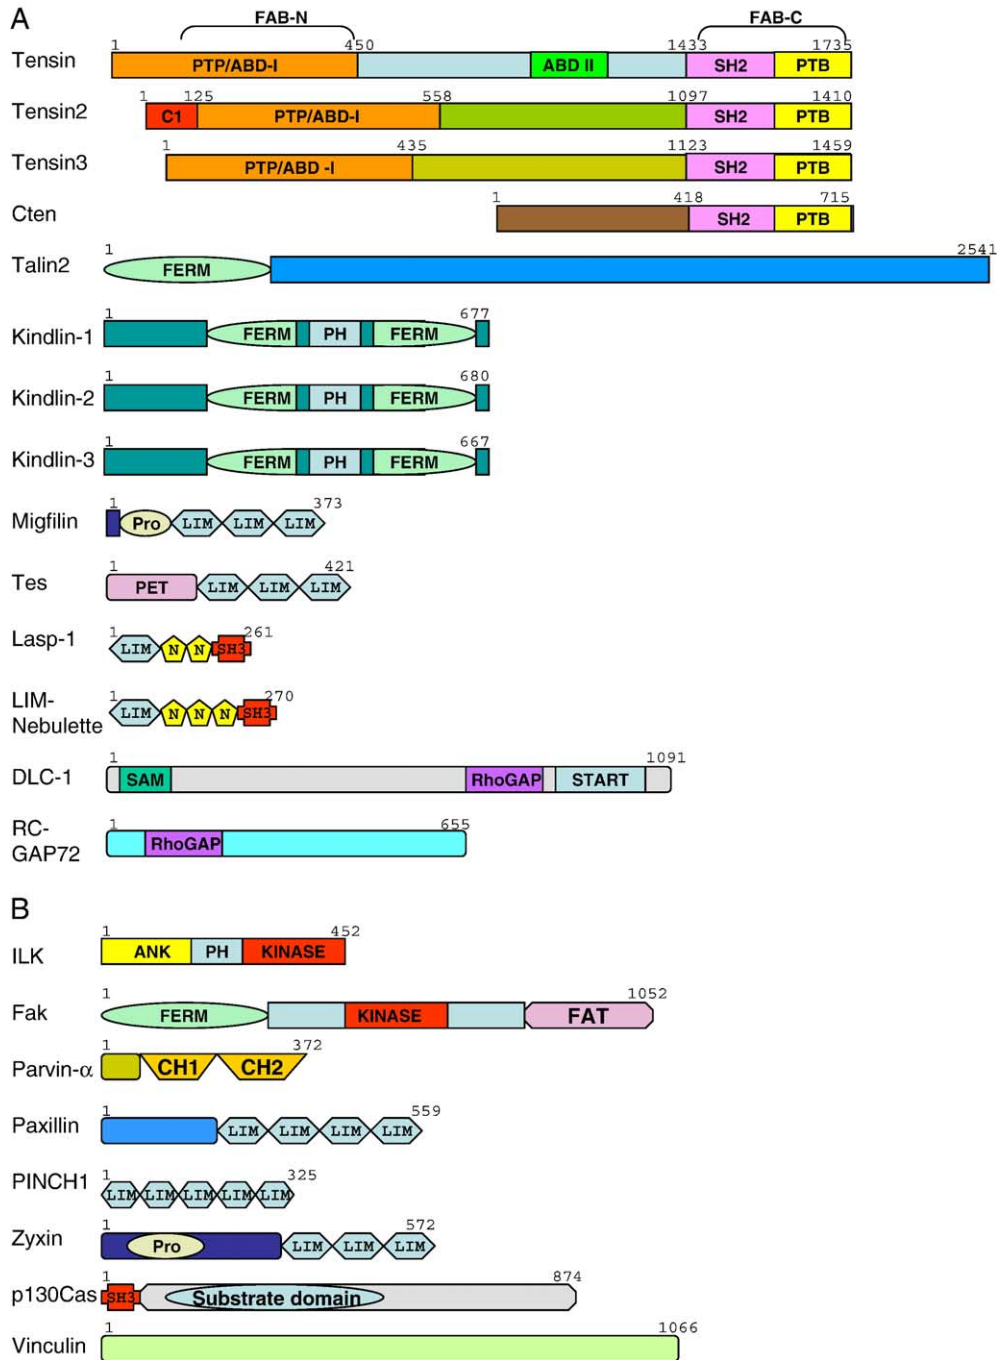 A
FAB-N FAB-C
1 450 1433 1735
Tensin PTP/ABD-I ABD II SH2 PTB
1 125 558 1097 1410
Tensin2 C1 PTP/ABD-I SH2 PTB
1 435 1123 1459
Tensin3 PTP/ABD -I SH2 PTB
1 418 715
Cten SH2 PTB
1 2541
Talin2 FERM
1 677
Kindlin-1 FERM PH FERM
1 680
Kindlin-2 FERM PH FERM
1 667
Kindlin-3 FERM PH FERM
1 373
Migfilin Pro LIM LIM LIM
1 421
Tes PET LIM LIM LIM
1 261
Lasp-1 LIM N N SH3
1 270
LIM-
Nebulette LIM N N N SH3
1 1091
DLC-1 SAM RhoGAP START
1 655
RC-
GAP72 RhoGAP
B
1 452
ILK ANK PH KINASE
1 1052
Fak FERM KINASE FAT
1 372
Parvin-α CH1 CH2
1 559
Paxillin LIM LIM LIM LIM
1 325
PINCH1 LIM LIM LIM LIM LIM
1 572
Zyxin Pro LIM LIM LIM
1 874
p130Cas SH3 Substrate domain
1 1066
Vinculin